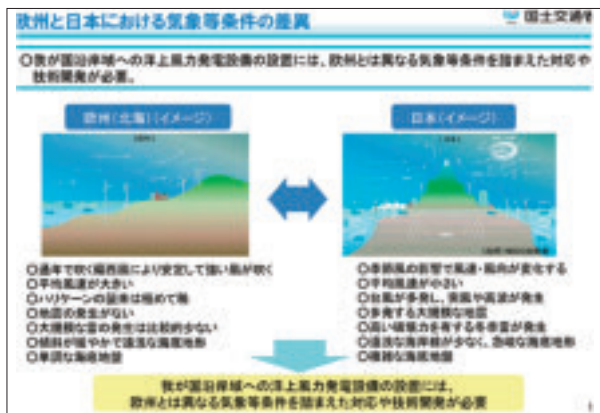 欧州と日本における気象等条件の差異
国土交通省
○我が国沿岸域への洋上風力発電設備の設置には、欧州とは異なる気象等条件を踏まえた対応や
技術開発が必要。
欧州(北海)(イメージ)
日本(イメージ)
○通年で吹く偏西風により安定して強い風が吹く
○平均風速が大きい
○ハリケーンの襲来は極めて稀
○地震の発生がない
○大規模な雷の発生は比較的少ない
○傾斜が緩やかで遠浅な海底地形
○単調な海底地盤
○季節風の影響で風速・風向が変化する
○平均風速が小さい
○台風が多発し、突風や高波が発生
○多発する大規模な地震
○高い破壊力を有する冬季雷が発生
○遠浅な海岸線が少なく、急峻な海底地形
○複雑な海底地盤
我が国沿岸域への洋上風力発電設備の設置には、
欧州とは異なる気象等条件を踏まえた対応や技術開発が必要